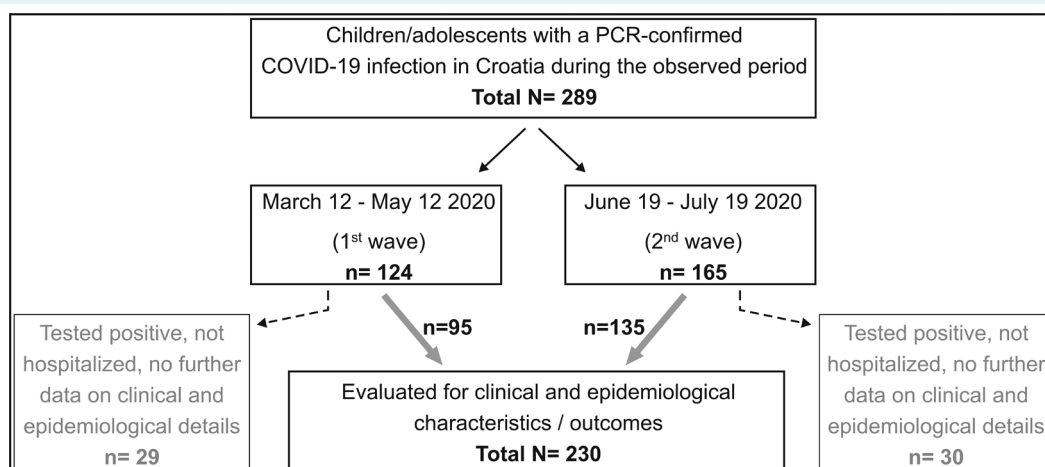 Children/adolescents with a PCR-confirmed
COVID-19 infection in Croatia during the observed period
Total N= 289
March 12 - May 12 2020
(1st wave)
n= 124
June 19 - July 19 2020
(2nd wave)
n= 165
n=95
n=135
Tested positive, not
hospitalized, no further
data on clinical and
epidemiological details
n= 29
Evaluated for clinical and epidemiological
characteristics / outcomes
Total N= 230
Tested positive, not
hospitalized, no further
data on clinical and
epidemiological details
n= 30